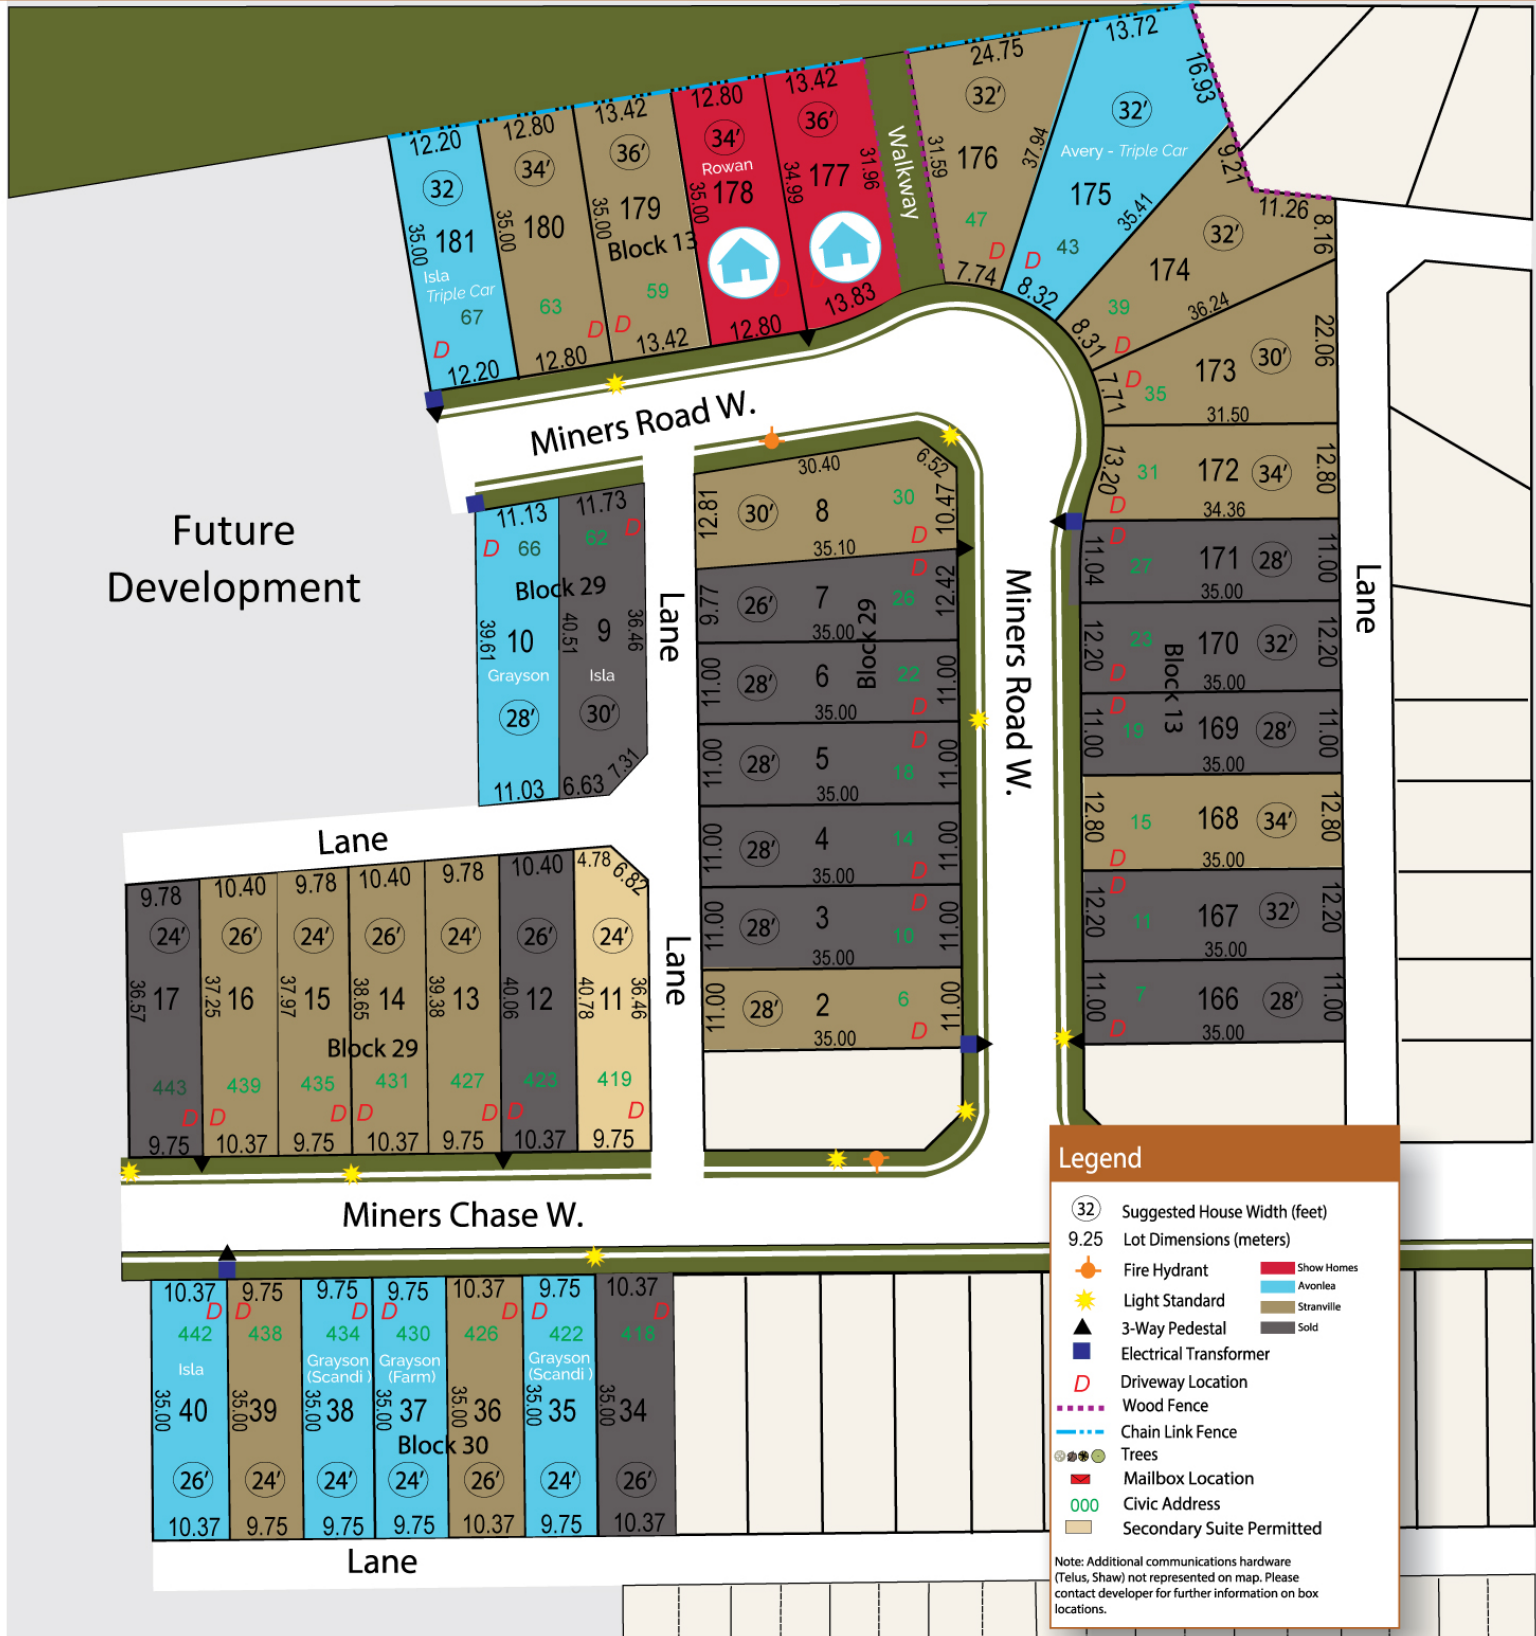 13.72
24.75
16.93
32'
32'
13.42
12.80
13.42
12.80
12.20
36'
34'
36'
34'
32
Rowan
Walkway
31.59
176
37.94
Avery - Triple Car
9.21
175
35.41
31.96
177
34.99
178
35.00
179
35.00
180
35.00
181
35.00
Block 13
Isla
Triple Car
67
63
59
47
43
11.26
8.16
32'
174
39
36.24
D
D
D
D
D
D
7.74
8.32
8.31
D
13.83
12.80
13.42
12.80
12.20
22.06
173
30'
7.71
D
35
31.50
Miners Road W.
13.20
31
172
34'
12.80
D
34.36
30.40
6.52
12.81
30'
8
30
10.47
35.10
D
Future
Development
11.13
11.73
D
66
62
D
Block 29
39.61
10
40.51
9
36.46
Grayson
Isla
28'
30'
11.03
6.63
7.31
Lane
9.77
26'
7
D
26
12.42
35.00
Block 29
11.00
28'
6
22
11.00
35.00
D
11.00
28'
5
D
18
11.00
35.00
11.00
28'
4
14
11.00
35.00
D
11.00
28'
3
D
10
11.00
35.00
11.00
28'
2
6
11.00
35.00
D
Miners Road W.
11.04
D
27
171
28'
11.00
35.00
12.20
23
170
32'
12.20
D
35.00
Block 13
11.00
D
19
169
28'
11.00
35.00
12.80
15
168
34'
12.80
D
35.00
12.20
D
11
167
32'
12.20
35.00
11.00
7
166
28'
11.00
D
35.00
Lane
Lane
Lane
9.78
10.40
9.78
10.40
9.78
10.40
4.78
6.82
24'
26'
24'
26'
24'
26'
24'
36.57
17
37.25
16
37.97
15
38.65
14
39.38
13
40.06
12
40.78
11
36.46
Block 29
443
439
435
431
427
423
419
D
D
D
D
D
D
D
9.75
10.37
9.75
10.37
9.75
10.37
9.75
Miners Chase W.
10.37
9.75
9.75
9.75
10.37
9.75
10.37
D
D
D
D
D
D
D
442
438
434
430
426
422
418
Isla
Grayson
(Scandi )
Grayson
(Farm)
Grayson
(Scandi )
35.00
40
35.00
39
35.00
38
35.00
37
35.00
36
35.00
35
35.00
34
Block 30
26'
24'
24'
24'
26'
24'
26'
10.37
9.75
9.75
9.75
10.37
9.75
10.37
Lane
Legend
32 Suggested House Width (feet)
9.25 Lot Dimensions (meters)
Fire Hydrant
Light Standard
3-Way Pedestal
Electrical Transformer
D Driveway Location
Wood Fence
Chain Link Fence
Trees
Mailbox Location
000 Civic Address
Secondary Suite Permitted
Show Homes
Avonlea
Stranville
Sold
Note: Additional communications hardware
(Telus, Shaw) not represented on map. Please
contact developer for further information on box
locations.